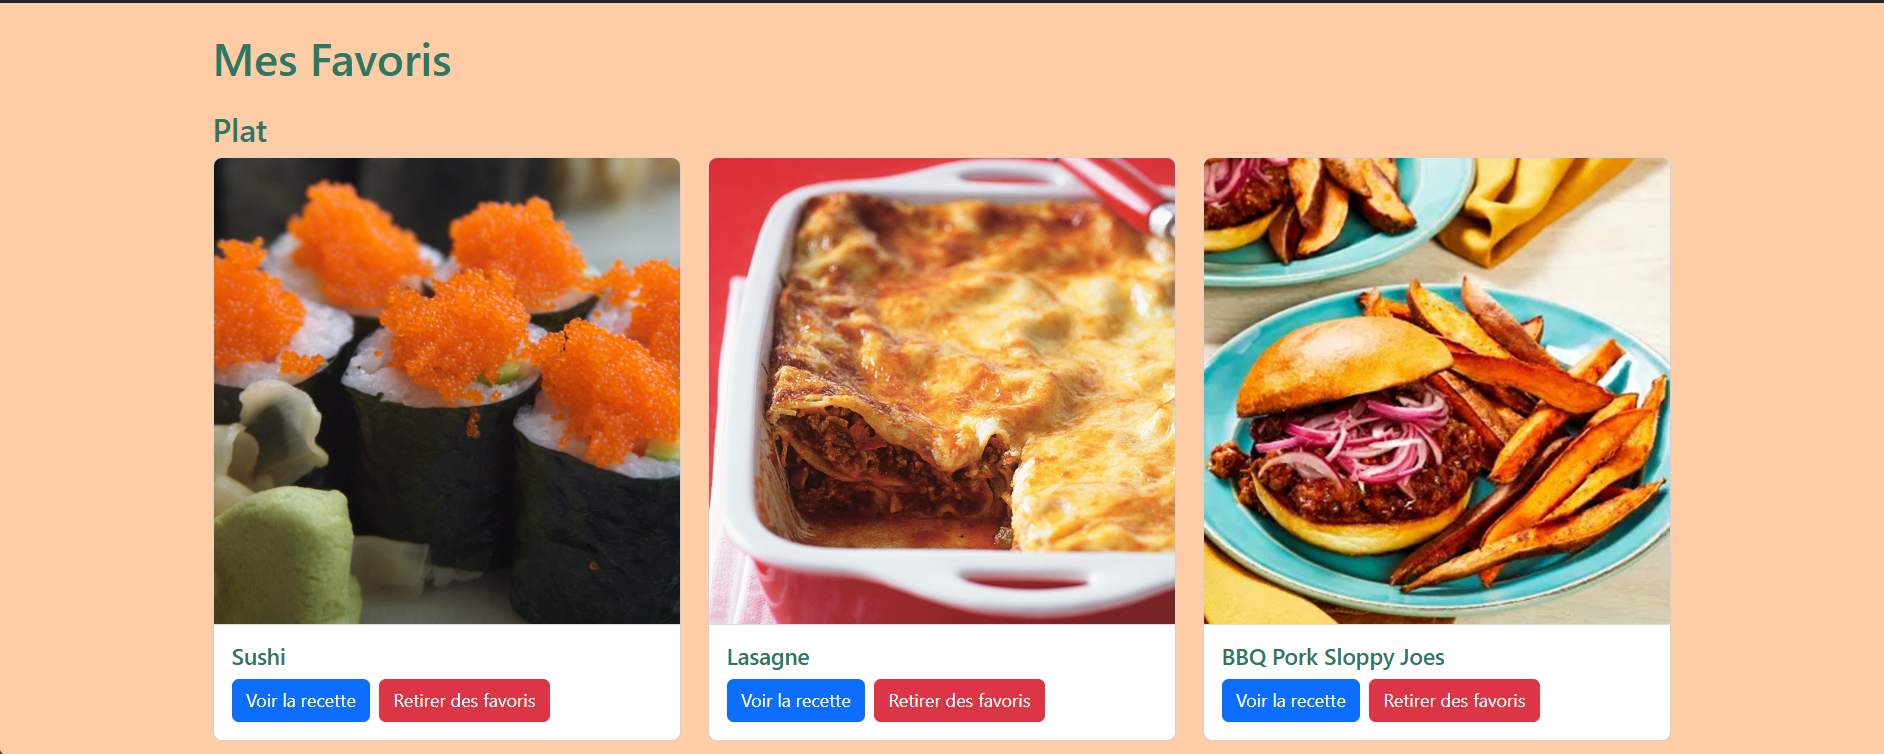 Mes Favoris
Plat
Sushi
Voir la recette Retirer des favoris
Lasagne
Voir la recette Retirer des favoris
BBQ Pork Sloppy Joes
Voir la recette Retirer des favoris